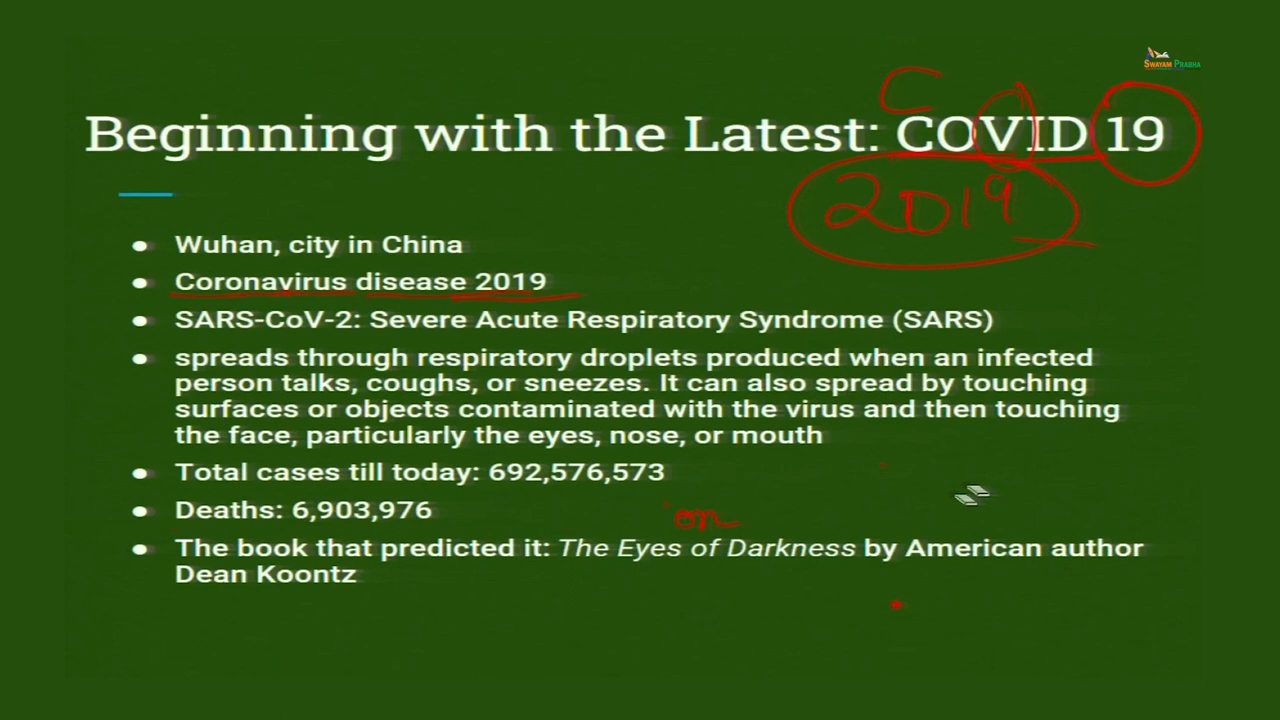 SWAYAM PRABHA
C
Beginning with the Latest: COVID 19
2019
● Wuhan, city in China
● Coronavirus disease 2019
● SARS-CoV-2: Severe Acute Respiratory Syndrome (SARS)
● spreads through respiratory droplets produced when an infected
person talks, coughs, or sneezes. It can also spread by touching
surfaces or objects contaminated with the virus and then touching
the face, particularly the eyes, nose, or mouth
● Total cases till today: 692,576,573
● Deaths: 6,903,976
on
● The book that predicted it: The Eyes of Darkness by American author
Dean Koontz